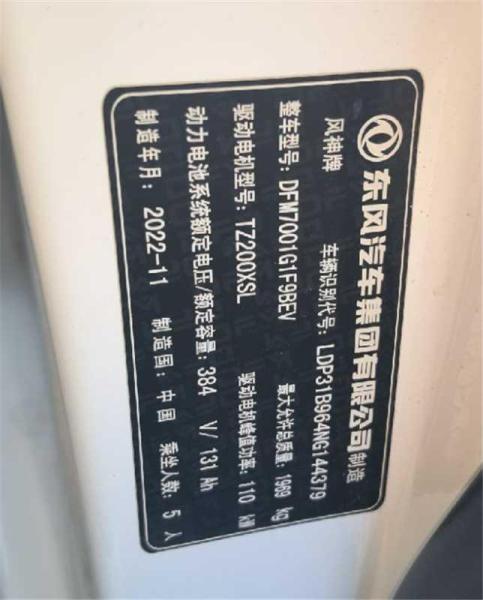 东风汽车集团有限公司制造
风神牌 车辆识别代号: LDP31B964NG144379
整车型号: DFM7001G1F9BEV 最大允许总质量: 1969 kg
驱动电机型号: TZ200XSL 驱动电机峰值功率: 110 kW
动力电池系统额定电压/额定容量: 384 V/ 131 Ah
制造年月: 2022-11 制造国: 中国 乘坐人数: 5 人